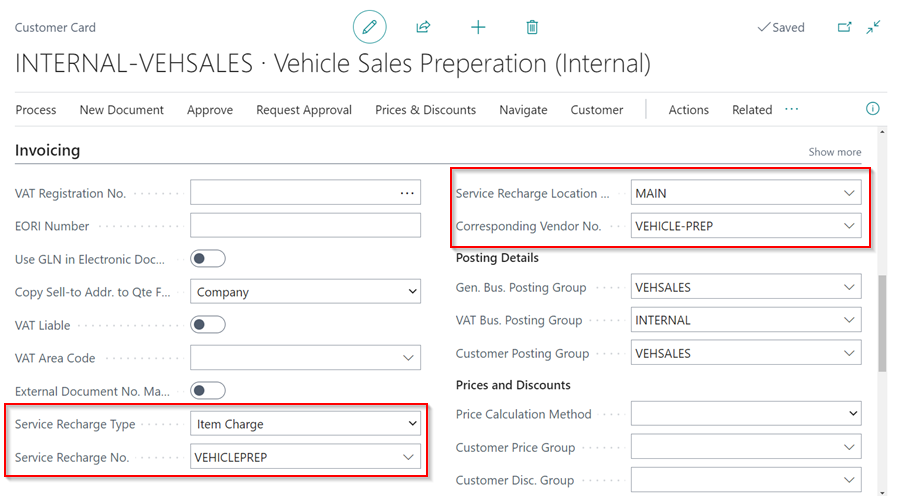 Customer Card
Saved
INTERNAL-VEHSALES · Vehicle Sales Preperation (Internal)
Process New Document Approve Request Approval Prices & Discounts Navigate Customer Actions Related ···
Invoicing
Show more
VAT Registration No. ···
EORI Number
Use GLN in Electronic Doc...
Copy Sell-to Addr. to Qte F... Company
VAT Liable
VAT Area Code
External Document No. Ma...
Service Recharge Type Item Charge
Service Recharge No. VEHICLEPREP
Service Recharge Location ... MAIN
Corresponding Vendor No. VEHICLE-PREP
Posting Details
Gen. Bus. Posting Group VEHSALES
VAT Bus. Posting Group INTERNAL
Customer Posting Group VEHSALES
Prices and Discounts
Price Calculation Method
Customer Price Group
Customer Disc. Group